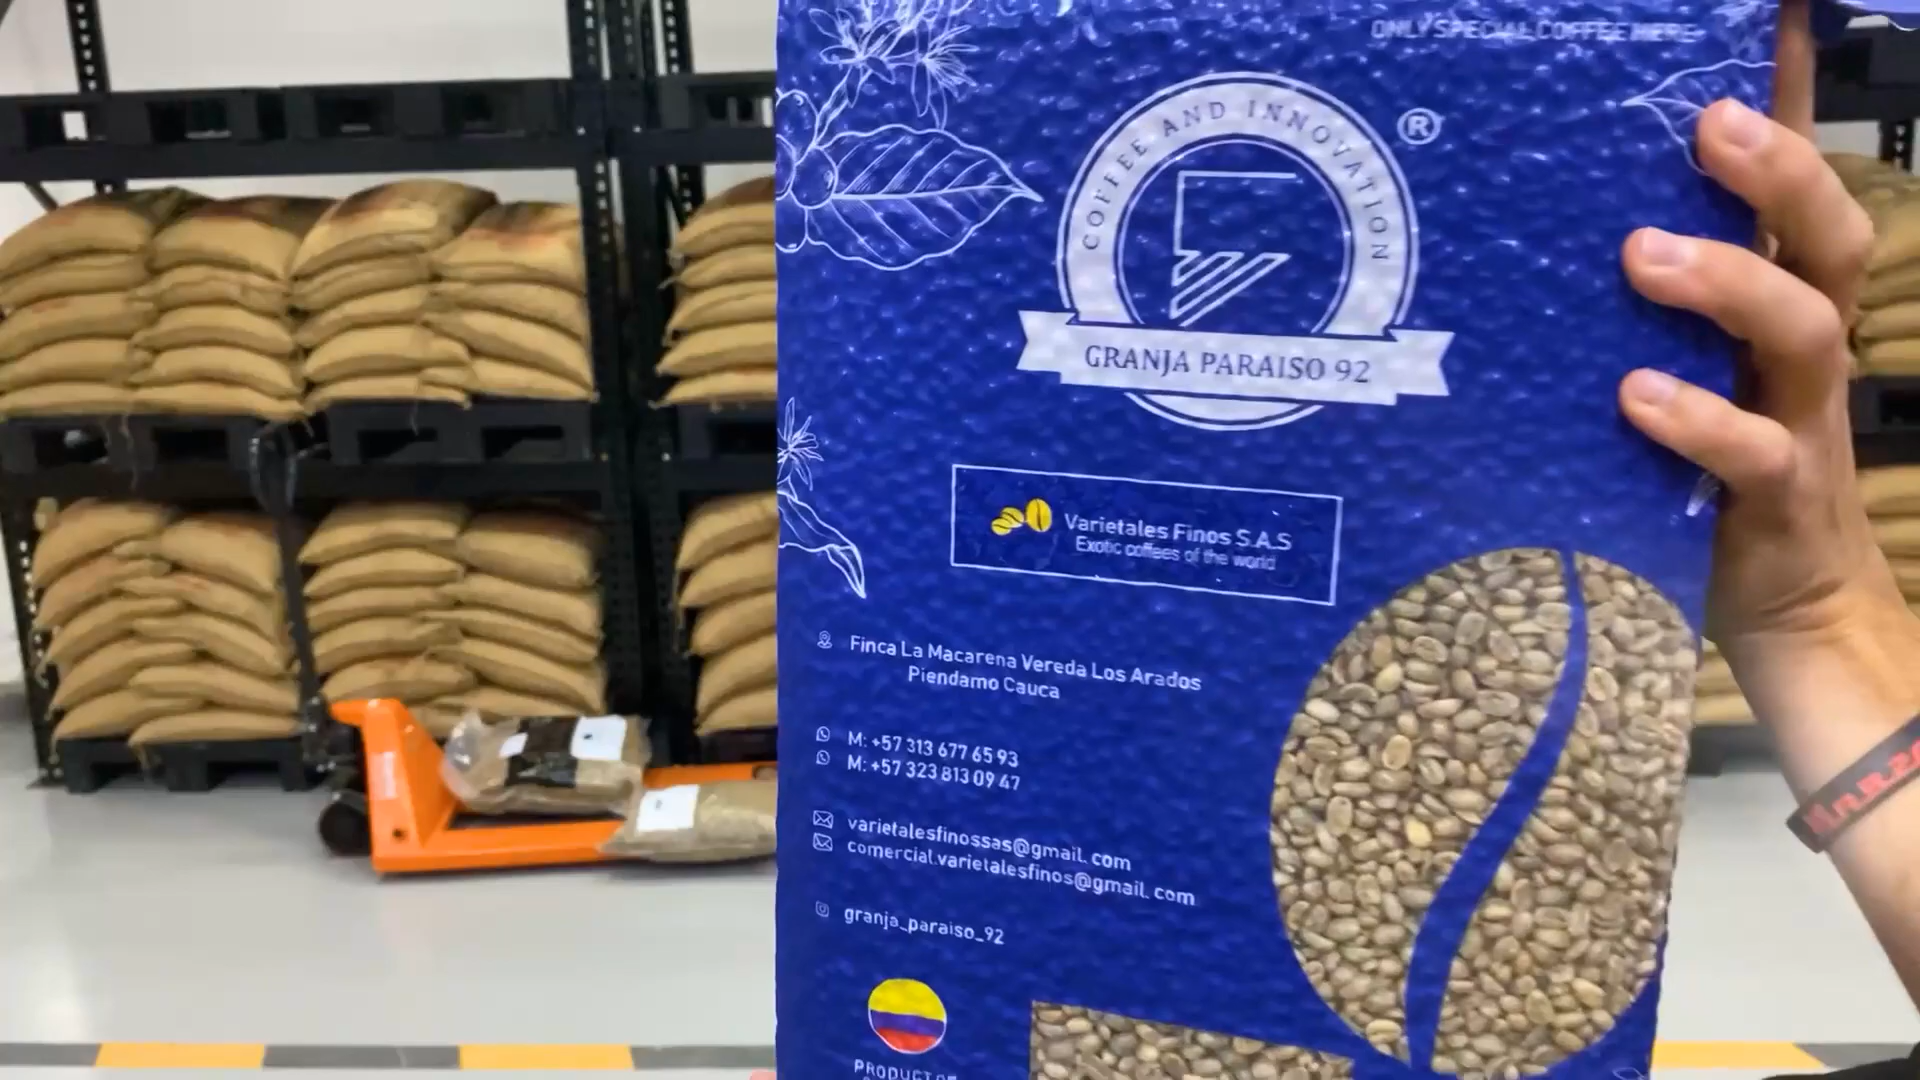 ONLY SPECIAL COFFEE HERE
COFFEE AND INNOVATION
®
GRANJA PARAISO 92
Varietales Finos S.A.S
Exotic coffees of the world
Finca La Macarena Vereda Los Arados
Piendamo Cauca
M: +57 313 677 65 93
M: +57 323 813 09 47
varietalesfinossas@gmail. com
comercial.varietalesfinos@gmail. com
granja_paraiso_92
PRODUCT OF